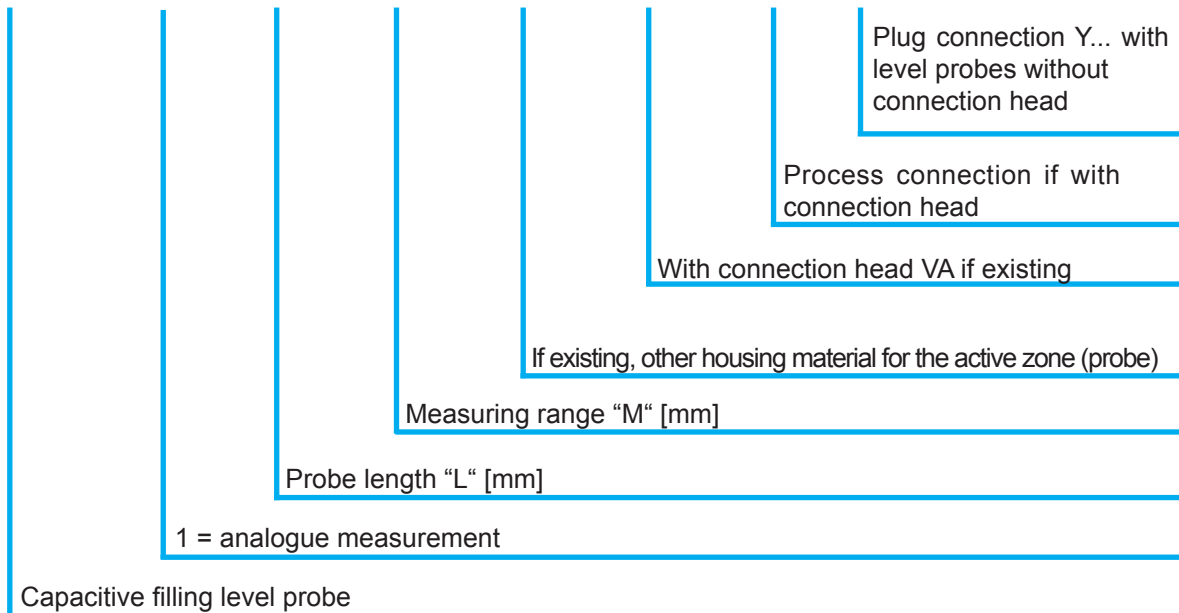 Plug connection Y... with
level probes without
connection head
Process connection if with
connection head
With connection head VA if existing
If existing, other housing material for the active zone (probe)
Measuring range “M“ [mm]
Probe length “L“ [mm]
1 = analogue measurement
Capacitive filling level probe